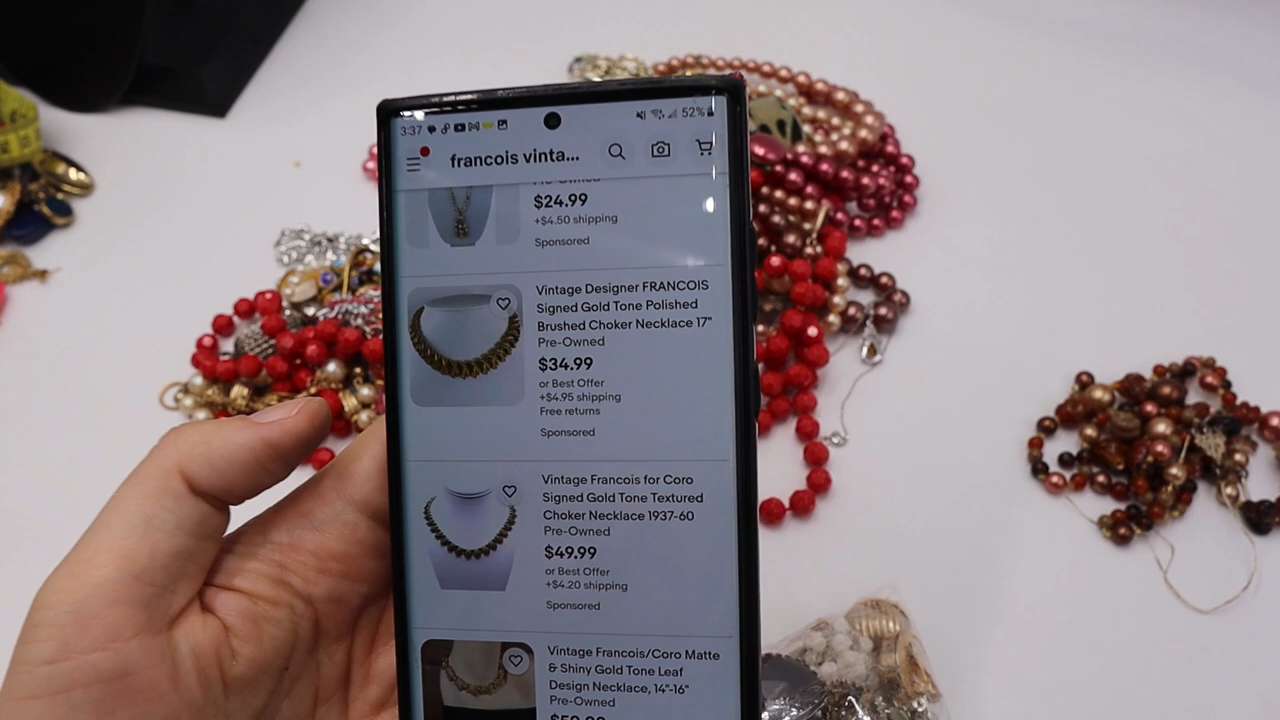 3:37
52%
francois vinta...
Pre-Owned
$24.99
+$4.50 shipping
Sponsored
Vintage Designer FRANCOIS
Signed Gold Tone Polished
Brushed Choker Necklace 17"
Pre-Owned
$34.99
or Best Offer
+$4.95 shipping
Free returns
Sponsored
Vintage Francois for Coro
Signed Gold Tone Textured
Choker Necklace 1937-60
Pre-Owned
$49.99
or Best Offer
+$4.20 shipping
Sponsored
Vintage Francois/Coro Matte
& Shiny Gold Tone Leaf
Design Necklace, 14"-16"
Pre-Owned